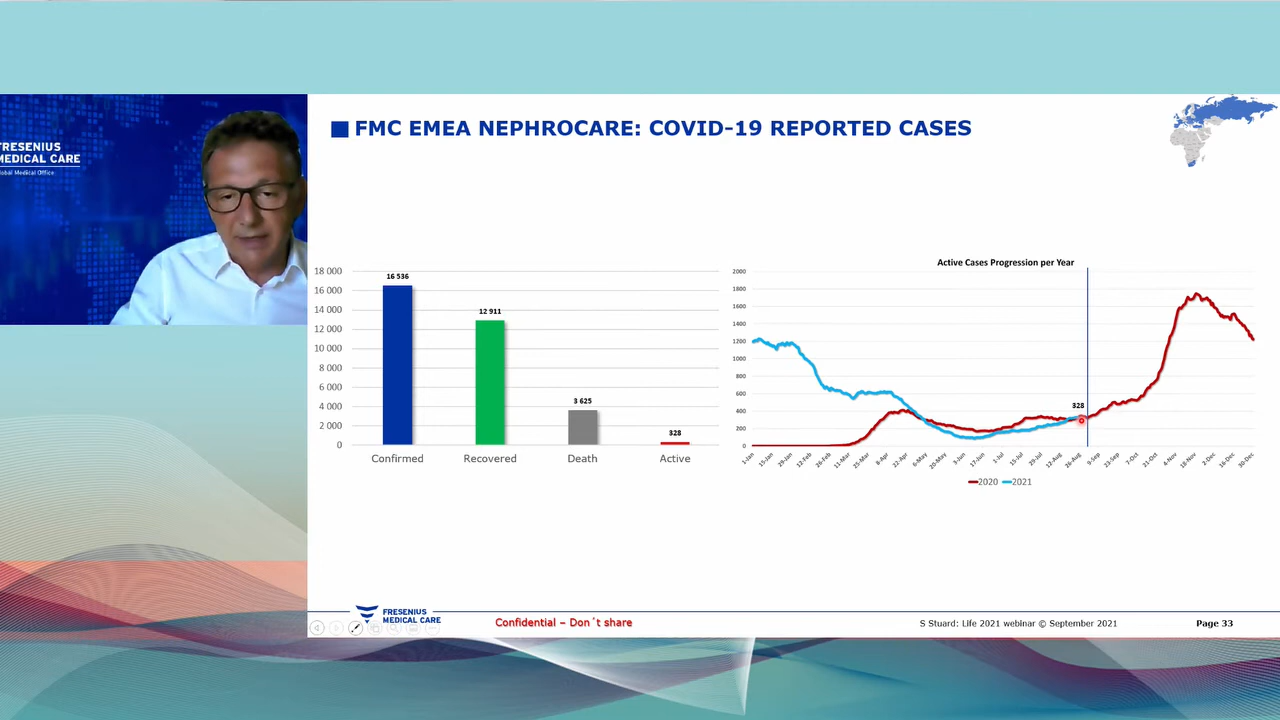 FRESENIUS
MEDICAL CARE
Global Medical Office
FMC EMEA NEPHROCARE: COVID-19 REPORTED CASES
18 000
16 000
14 000
12 000
10 000
8 000
6 000
4 000
2 000
0
16 536
12 911
3 625
328
Confirmed
Recovered
Death
Active
Active Cases Progression per Year
2000
1800
1600
1400
1200
1000
800
600
400
200
0
328
1-Jan
15-Jan
29-Jan
12-Feb
26-Feb
11-Mar
25-Mar
8-Apr
22-Apr
6-May
20-May
3-Jun
17-Jun
1-Jul
15-Jul
29-Jul
12-Aug
26-Aug
9-Sep
23-Sep
7-Oct
21-Oct
4-Nov
18-Nov
2-Dec
16-Dec
30-Dec
2020 2021
FRESENIUS
MEDICAL CARE
Confidential – Don´t share
S Stuard: Life 2021 webinar © September 2021
Page 33